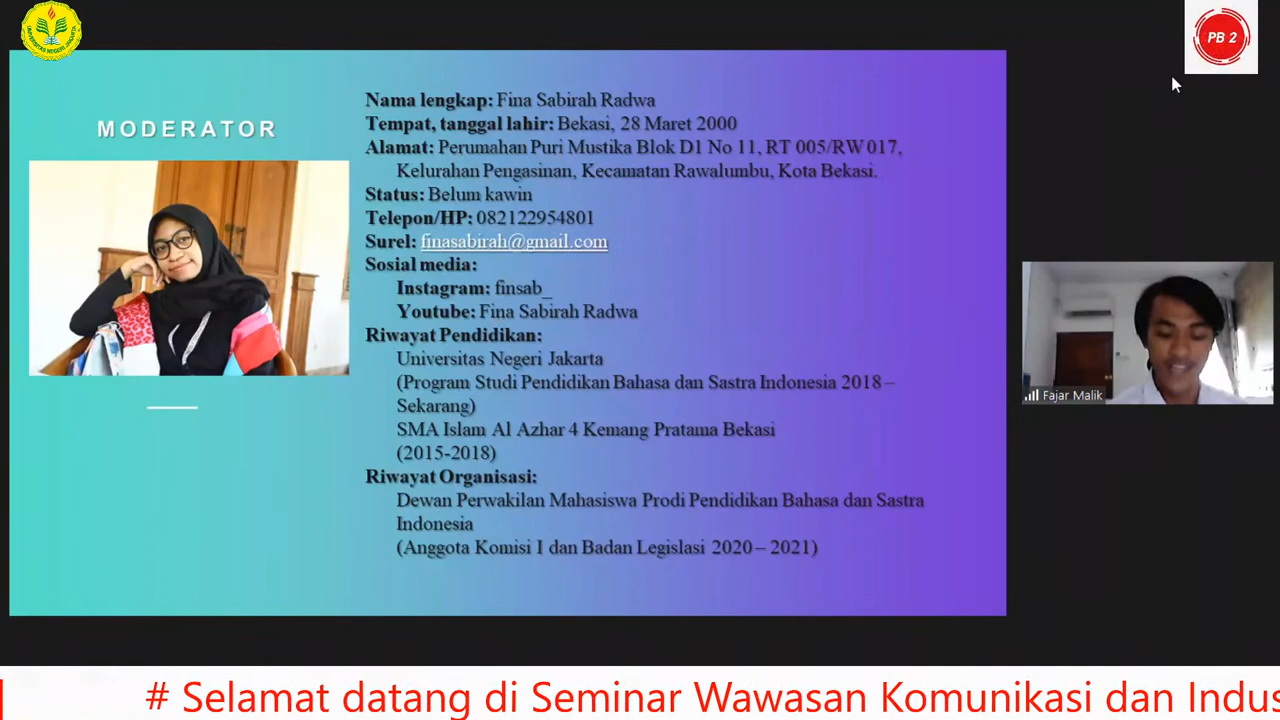 UNIVERSITAS NEGERI JAKARTA
PB 2
MODERATOR
Nama lengkap: Fina Sabirah Radwa
Tempat, tanggal lahir: Bekasi, 28 Maret 2000
Alamat: Perumahan Puri Mustika Blok D1 No 11, RT 005/RW 017,
Kelurahan Pengasinan, Kecamatan Rawalumbu, Kota Bekasi.
Status: Belum kawin
Telepon/HP: 082122954801
Surel: finasabirah@gmail.com
Sosial media:
Instagram: finsab_
Youtube: Fina Sabirah Radwa
Riwayat Pendidikan:
Universitas Negeri Jakarta
(Program Studi Pendidikan Bahasa dan Sastra Indonesia 2018 –
Sekarang)
SMA Islam Al Azhar 4 Kemang Pratama Bekasi
(2015-2018)
Riwayat Organisasi:
Dewan Perwakilan Mahasiswa Prodi Pendidikan Bahasa dan Sastra
Indonesia
(Anggota Komisi I dan Badan Legislasi 2020 – 2021)
Fajar Malik
# Selamat datang di Seminar Wawasan Komunikasi dan Indus